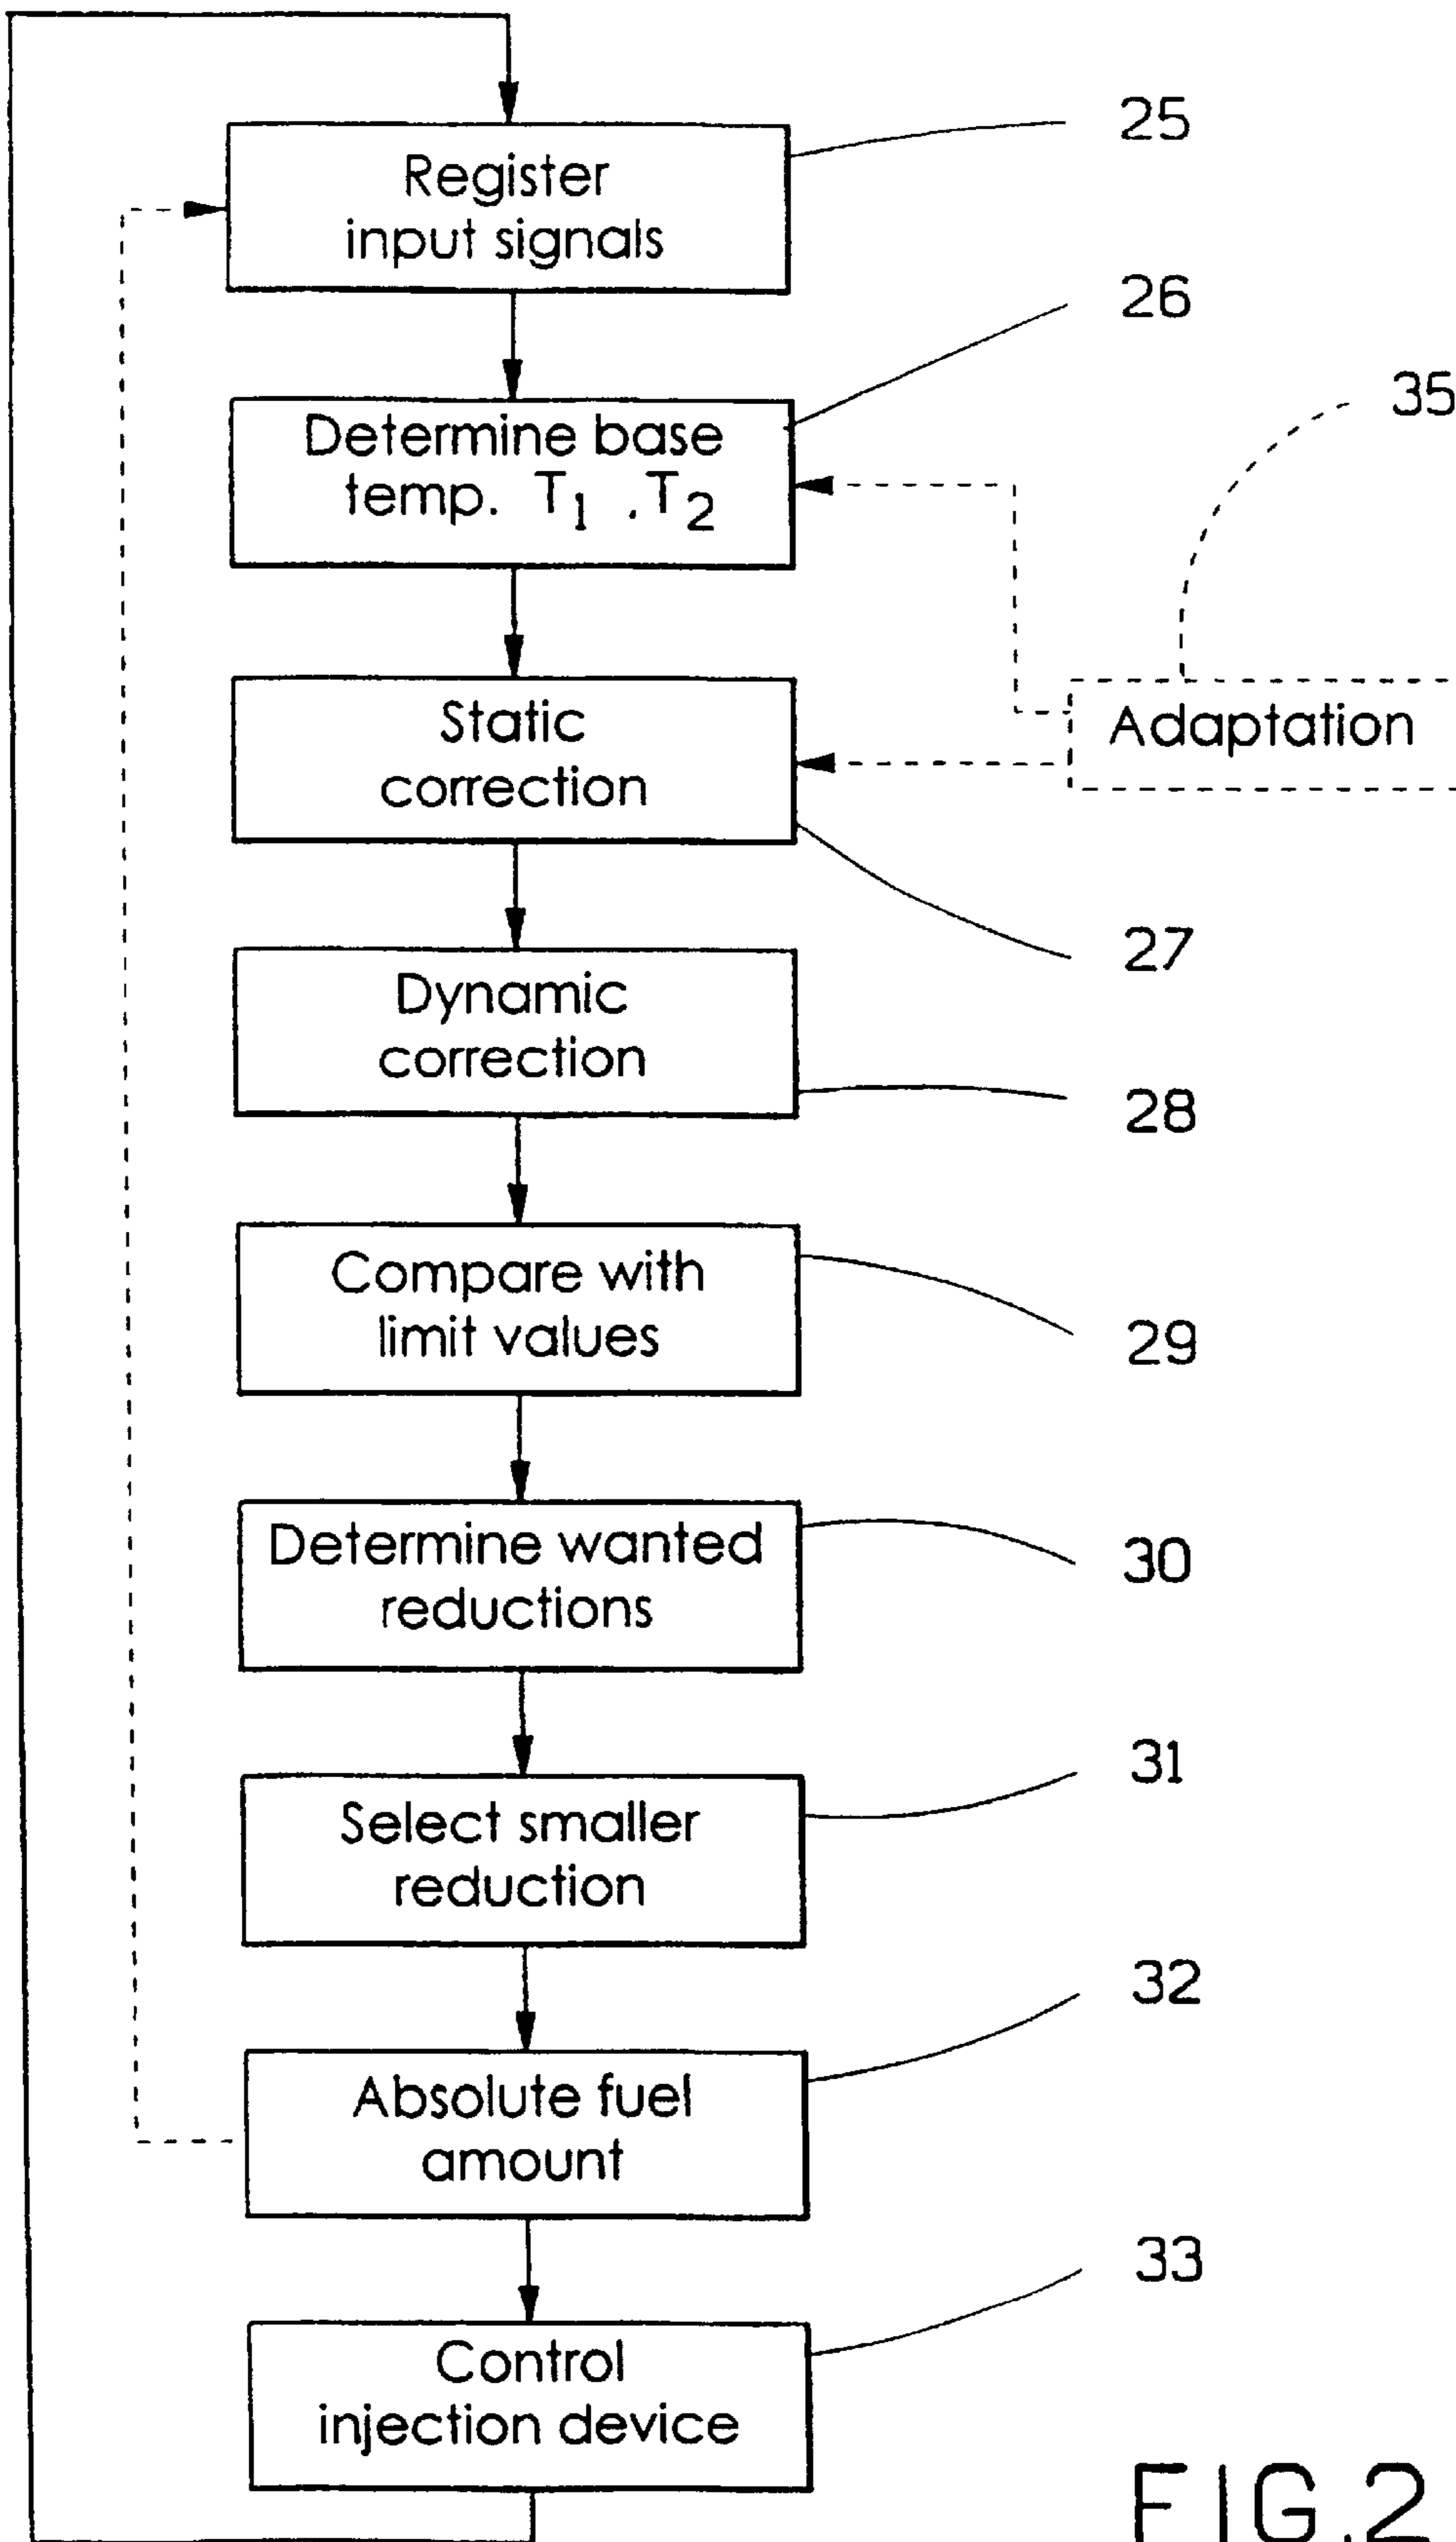 25
Register
input signals
26
Determine base
temp. T₁ .T₂
35
Static
correction
Adaptation
27
Dynamic
correction
28
Compare with
limit values
29
Determine wanted
reductions
30
Select smaller
reduction
31
32
Absolute fuel
amount
33
Control
injection device
FIG.2